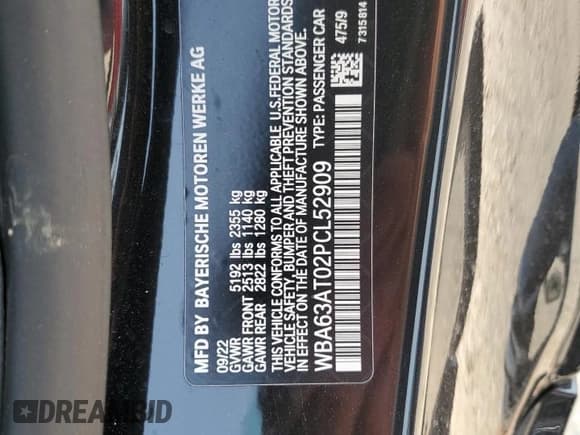 MFD BY BAYERISCHE MOTOREN WERKE AG
09/22
GVWR 5192 lbs 2355 kg
GAWR FRONT 2513 lbs 1140 kg
GAWR REAR 2822 lbs 1280 kg
THIS VEHICLE CONFORMS TO ALL APPLICABLE U.S. FEDERAL MOTOR
VEHICLE SAFETY, BUMPER AND THEFT PREVENTION STANDARDS
IN EFFECT ON THE DATE OF MANUFACTURE SHOWN ABOVE.
WBA63AT02PCL52909 TYPE: PASSENGER CAR
475/9
7315814
DREAMBID